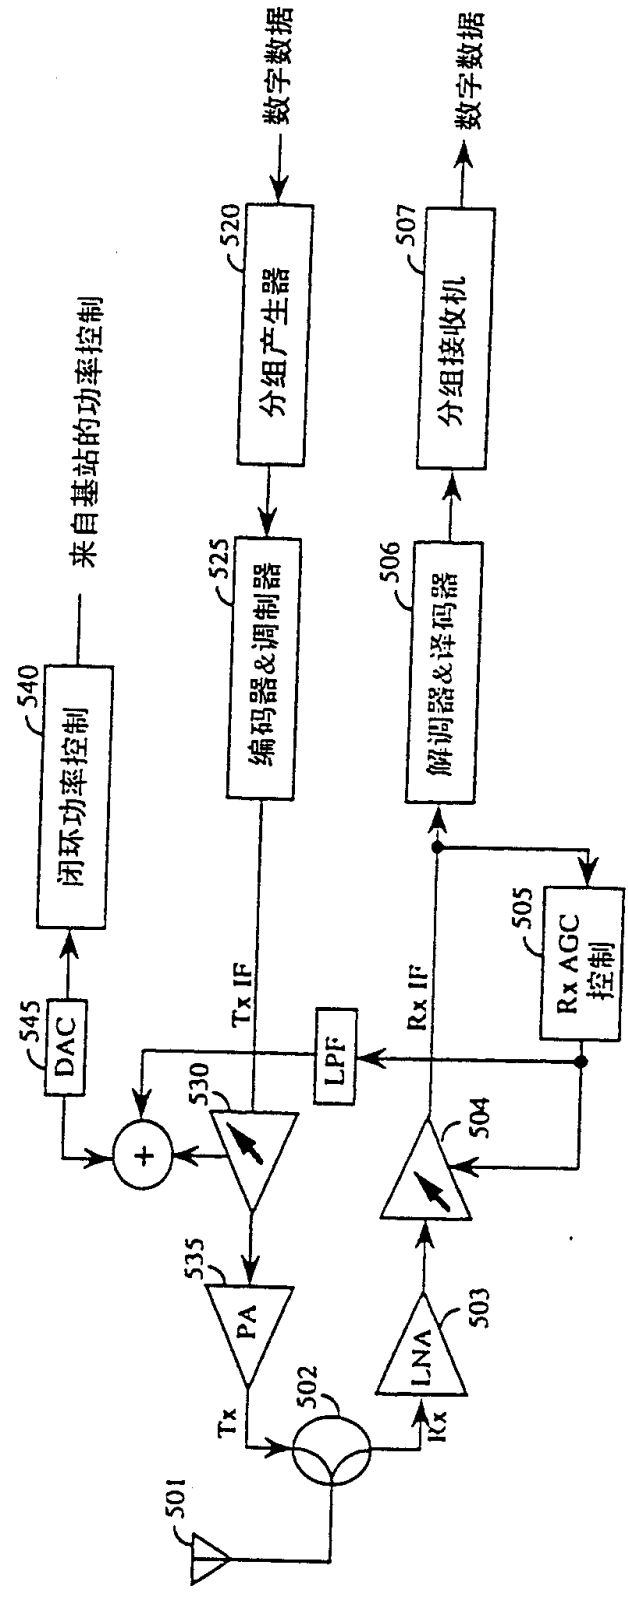 来自基站的功率控制
540
闭环功率控制
545
DAC
+
数字数据
520
分组产生器
525
编码器&调制器
Tx IF
530
535
PA
Tx
LPF
501
502
数字数据
507
分组接收机
506
解调器&译码器
Rx IF
504
503
LNA
Rx
505
Rx AGC
控制